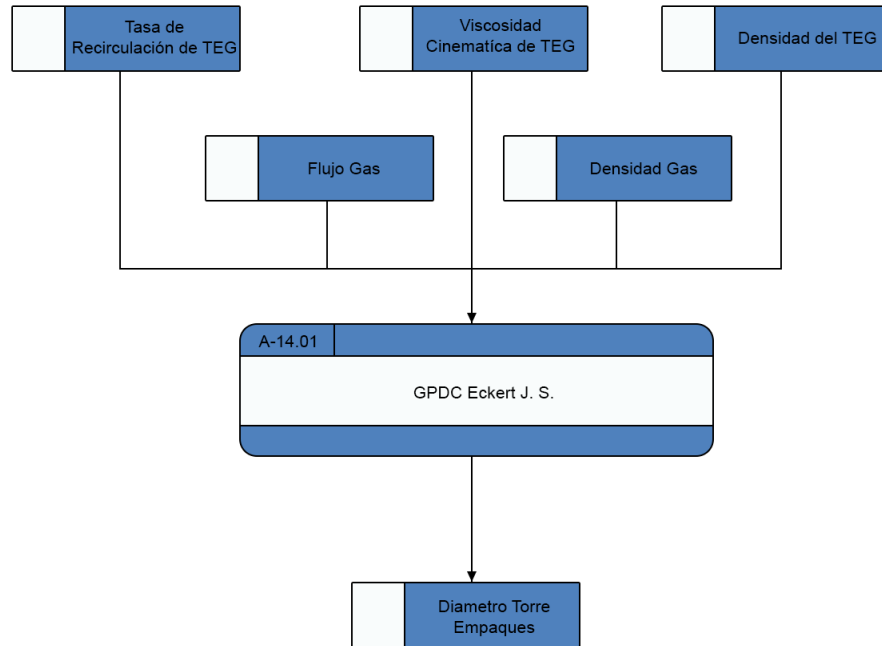 Tasa de
Recirculación de TEG
Viscosidad
Cinematíca de TEG
Densidad del TEG
Flujo Gas
Densidad Gas
A-14.01
GPDC Eckert J. S.
Diametro Torre
Empaques